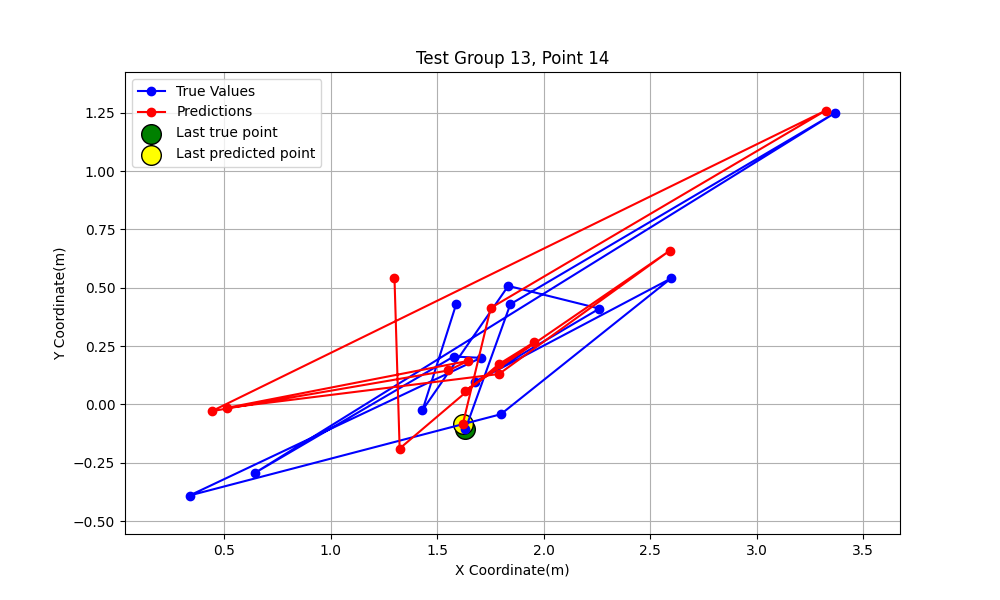 Test Group 13, Point 14
True Values
Predictions
Last true point
Last predicted point
Y Coordinate(m)
1.25
1.00
0.75
0.50
0.25
0.00
−0.25
−0.50
0.5 1.0 1.5 2.0 2.5 3.0 3.5
X Coordinate(m)